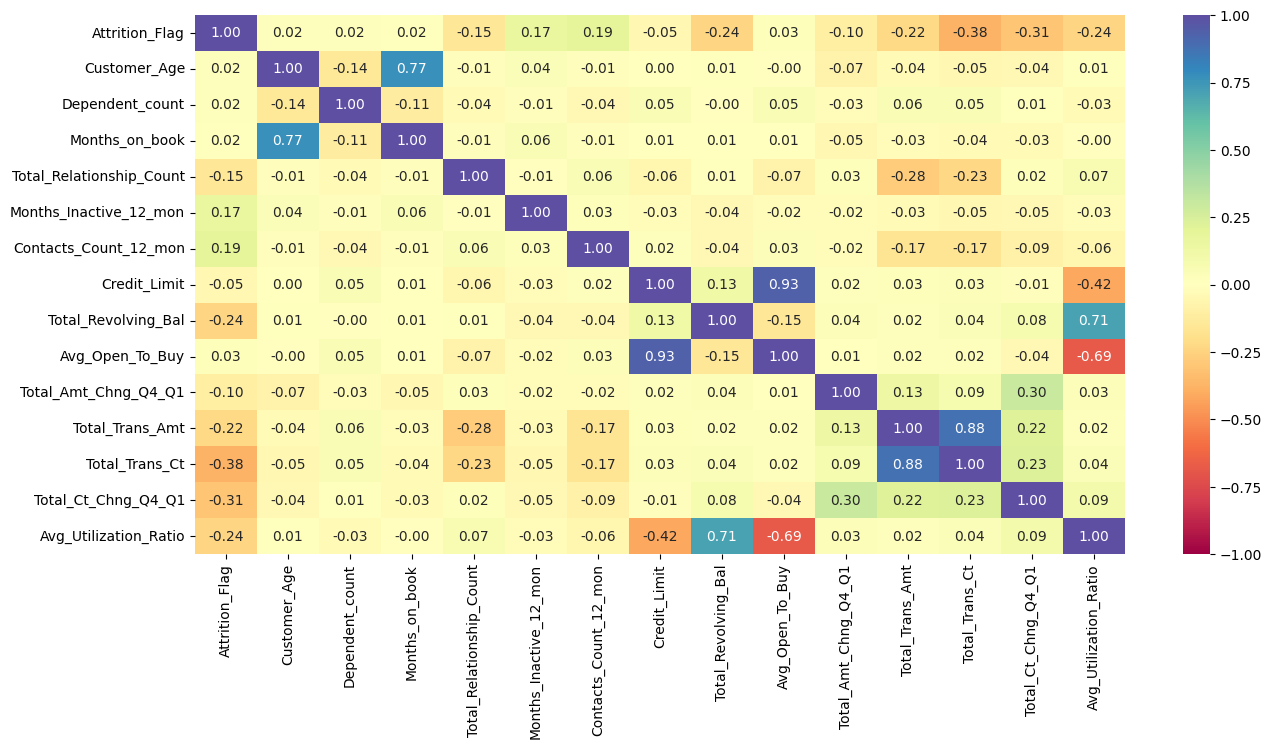 Attrition_Flag 1.00 0.02 0.02 0.02 -0.15 0.17 0.19 -0.05 -0.24 0.03 -0.10 -0.22 -0.38 -0.31 -0.24
Customer_Age 0.02 1.00 -0.14 0.77 -0.01 0.04 -0.01 0.00 0.01 -0.00 -0.07 -0.04 -0.05 -0.04 0.01
Dependent_count 0.02 -0.14 1.00 -0.11 -0.04 -0.01 -0.04 0.05 -0.00 0.05 -0.03 0.06 0.05 0.01 -0.03
Months_on_book 0.02 0.77 -0.11 1.00 -0.01 0.06 -0.01 0.01 0.01 0.01 -0.05 -0.03 -0.04 -0.03 -0.00
Total_Relationship_Count -0.15 -0.01 -0.04 -0.01 1.00 -0.01 0.06 -0.06 0.01 -0.07 0.03 -0.28 -0.23 0.02 0.07
Months_Inactive_12_mon 0.17 0.04 -0.01 0.06 -0.01 1.00 0.03 -0.03 -0.04 -0.02 -0.02 -0.03 -0.05 -0.05 -0.03
Contacts_Count_12_mon 0.19 -0.01 -0.04 -0.01 0.06 0.03 1.00 0.02 -0.04 0.03 -0.02 -0.17 -0.17 -0.09 -0.06
Credit_Limit -0.05 0.00 0.05 0.01 -0.06 -0.03 0.02 1.00 0.13 0.93 0.02 0.03 0.03 -0.01 -0.42
Total_Revolving_Bal -0.24 0.01 -0.00 0.01 0.01 -0.04 -0.04 0.13 1.00 -0.15 0.04 0.02 0.04 0.08 0.71
Avg_Open_To_Buy 0.03 -0.00 0.05 0.01 -0.07 -0.02 0.03 0.93 -0.15 1.00 0.01 0.02 0.02 -0.04 -0.69
Total_Amt_Chng_Q4_Q1 -0.10 -0.07 -0.03 -0.05 0.03 -0.02 -0.02 0.02 0.04 0.01 1.00 0.13 0.09 0.30 0.03
Total_Trans_Amt -0.22 -0.04 0.06 -0.03 -0.28 -0.03 -0.17 0.03 0.02 0.02 0.13 1.00 0.88 0.22 0.02
Total_Trans_Ct -0.38 -0.05 0.05 -0.04 -0.23 -0.05 -0.17 0.03 0.04 0.02 0.09 0.88 1.00 0.23 0.04
Total_Ct_Chng_Q4_Q1 -0.31 -0.04 0.01 -0.03 0.02 -0.05 -0.09 -0.01 0.08 -0.04 0.30 0.22 0.23 1.00 0.09
Avg_Utilization_Ratio -0.24 0.01 -0.03 -0.00 0.07 -0.03 -0.06 -0.42 0.71 -0.69 0.03 0.02 0.04 0.09 1.00
Attrition_Flag
Customer_Age
Dependent_count
Months_on_book
Total_Relationship_Count
Months_Inactive_12_mon
Contacts_Count_12_mon
Credit_Limit
Total_Revolving_Bal
Avg_Open_To_Buy
Total_Amt_Chng_Q4_Q1
Total_Trans_Amt
Total_Trans_Ct
Total_Ct_Chng_Q4_Q1
Avg_Utilization_Ratio
1.00
0.75
0.50
0.25
0.00
-0.25
-0.50
-0.75
-1.00